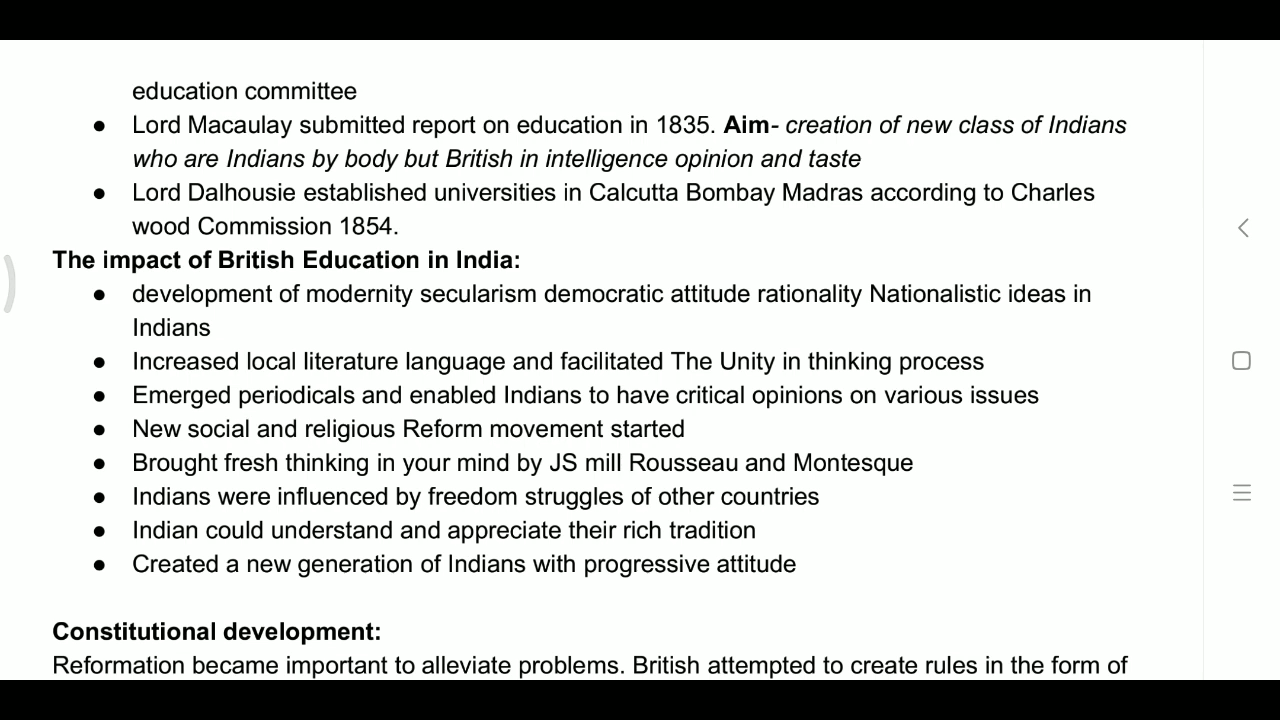 education committee
● Lord Macaulay submitted report on education in 1835. Aim- creation of new class of Indians
who are Indians by body but British in intelligence opinion and taste
● Lord Dalhousie established universities in Calcutta Bombay Madras according to Charles
wood Commission 1854.
The impact of British Education in India:
● development of modernity secularism democratic attitude rationality Nationalistic ideas in
Indians
● Increased local literature language and facilitated The Unity in thinking process
● Emerged periodicals and enabled Indians to have critical opinions on various issues
● New social and religious Reform movement started
● Brought fresh thinking in your mind by JS mill Rousseau and Montesque
● Indians were influenced by freedom struggles of other countries
● Indian could understand and appreciate their rich tradition
● Created a new generation of Indians with progressive attitude
Constitutional development:
Reformation became important to alleviate problems. British attempted to create rules in the form of